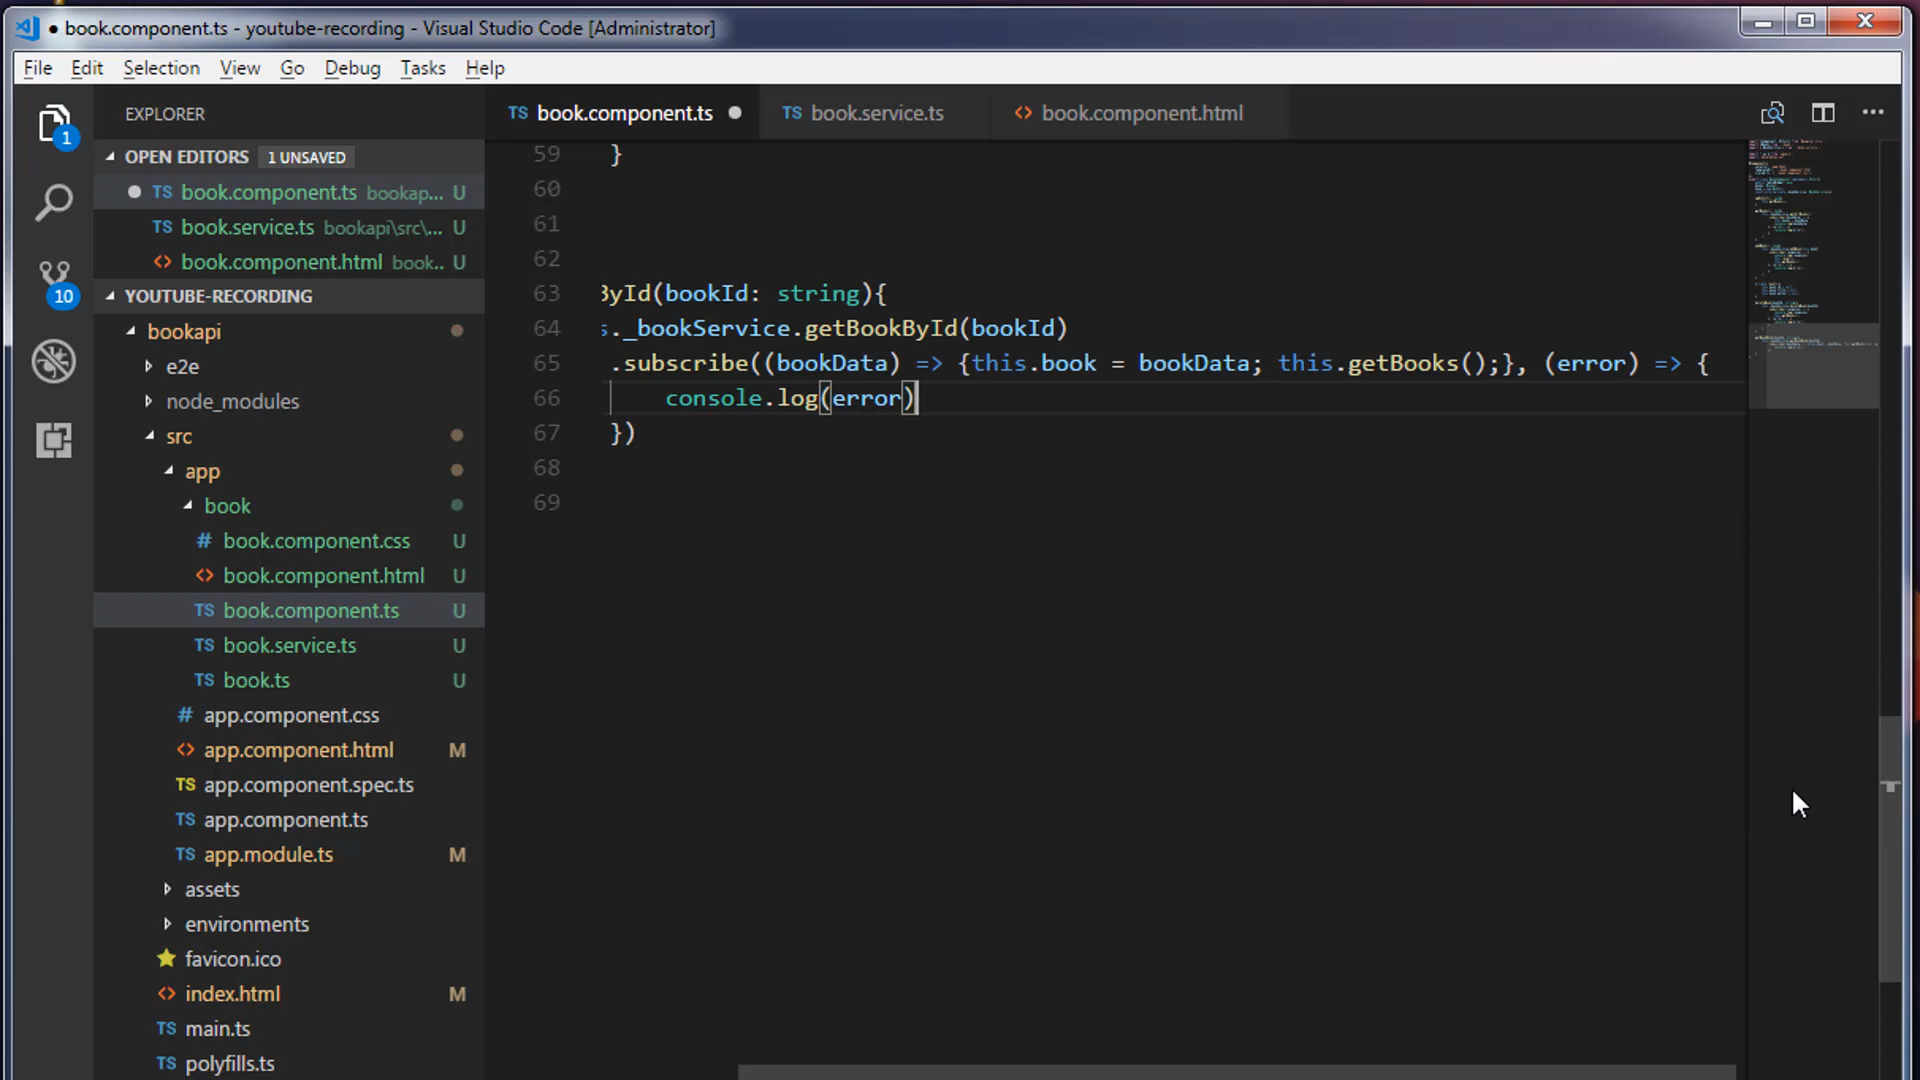 ● book.component.ts - youtube-recording - Visual Studio Code [Administrator]
File Edit Selection View Go Debug Tasks Help
EXPLORER
TS book.component.ts ●
TS book.service.ts
<> book.component.html
OPEN EDITORS 1 UNSAVED
● TS book.component.ts bookap... U
TS book.service.ts bookapi\src\... U
<> book.component.html book.. U
YOUTUBE-RECORDING
bookapi
e2e
node_modules
src
app
book
# book.component.css U
<> book.component.html U
TS book.component.ts U
TS book.service.ts U
TS book.ts U
# app.component.css
<> app.component.html M
TS app.component.spec.ts
TS app.component.ts
TS app.module.ts M
assets
environments
favicon.ico
<> index.html M
TS main.ts
TS polyfills.ts
1
10
59 }
60
61
62
63 ById(bookId: string){
64 s._bookService.getBookById(bookId)
65 .subscribe((bookData) => {this.book = bookData; this.getBooks();}, (error) => {
66 console.log(error)
67 })
68
69